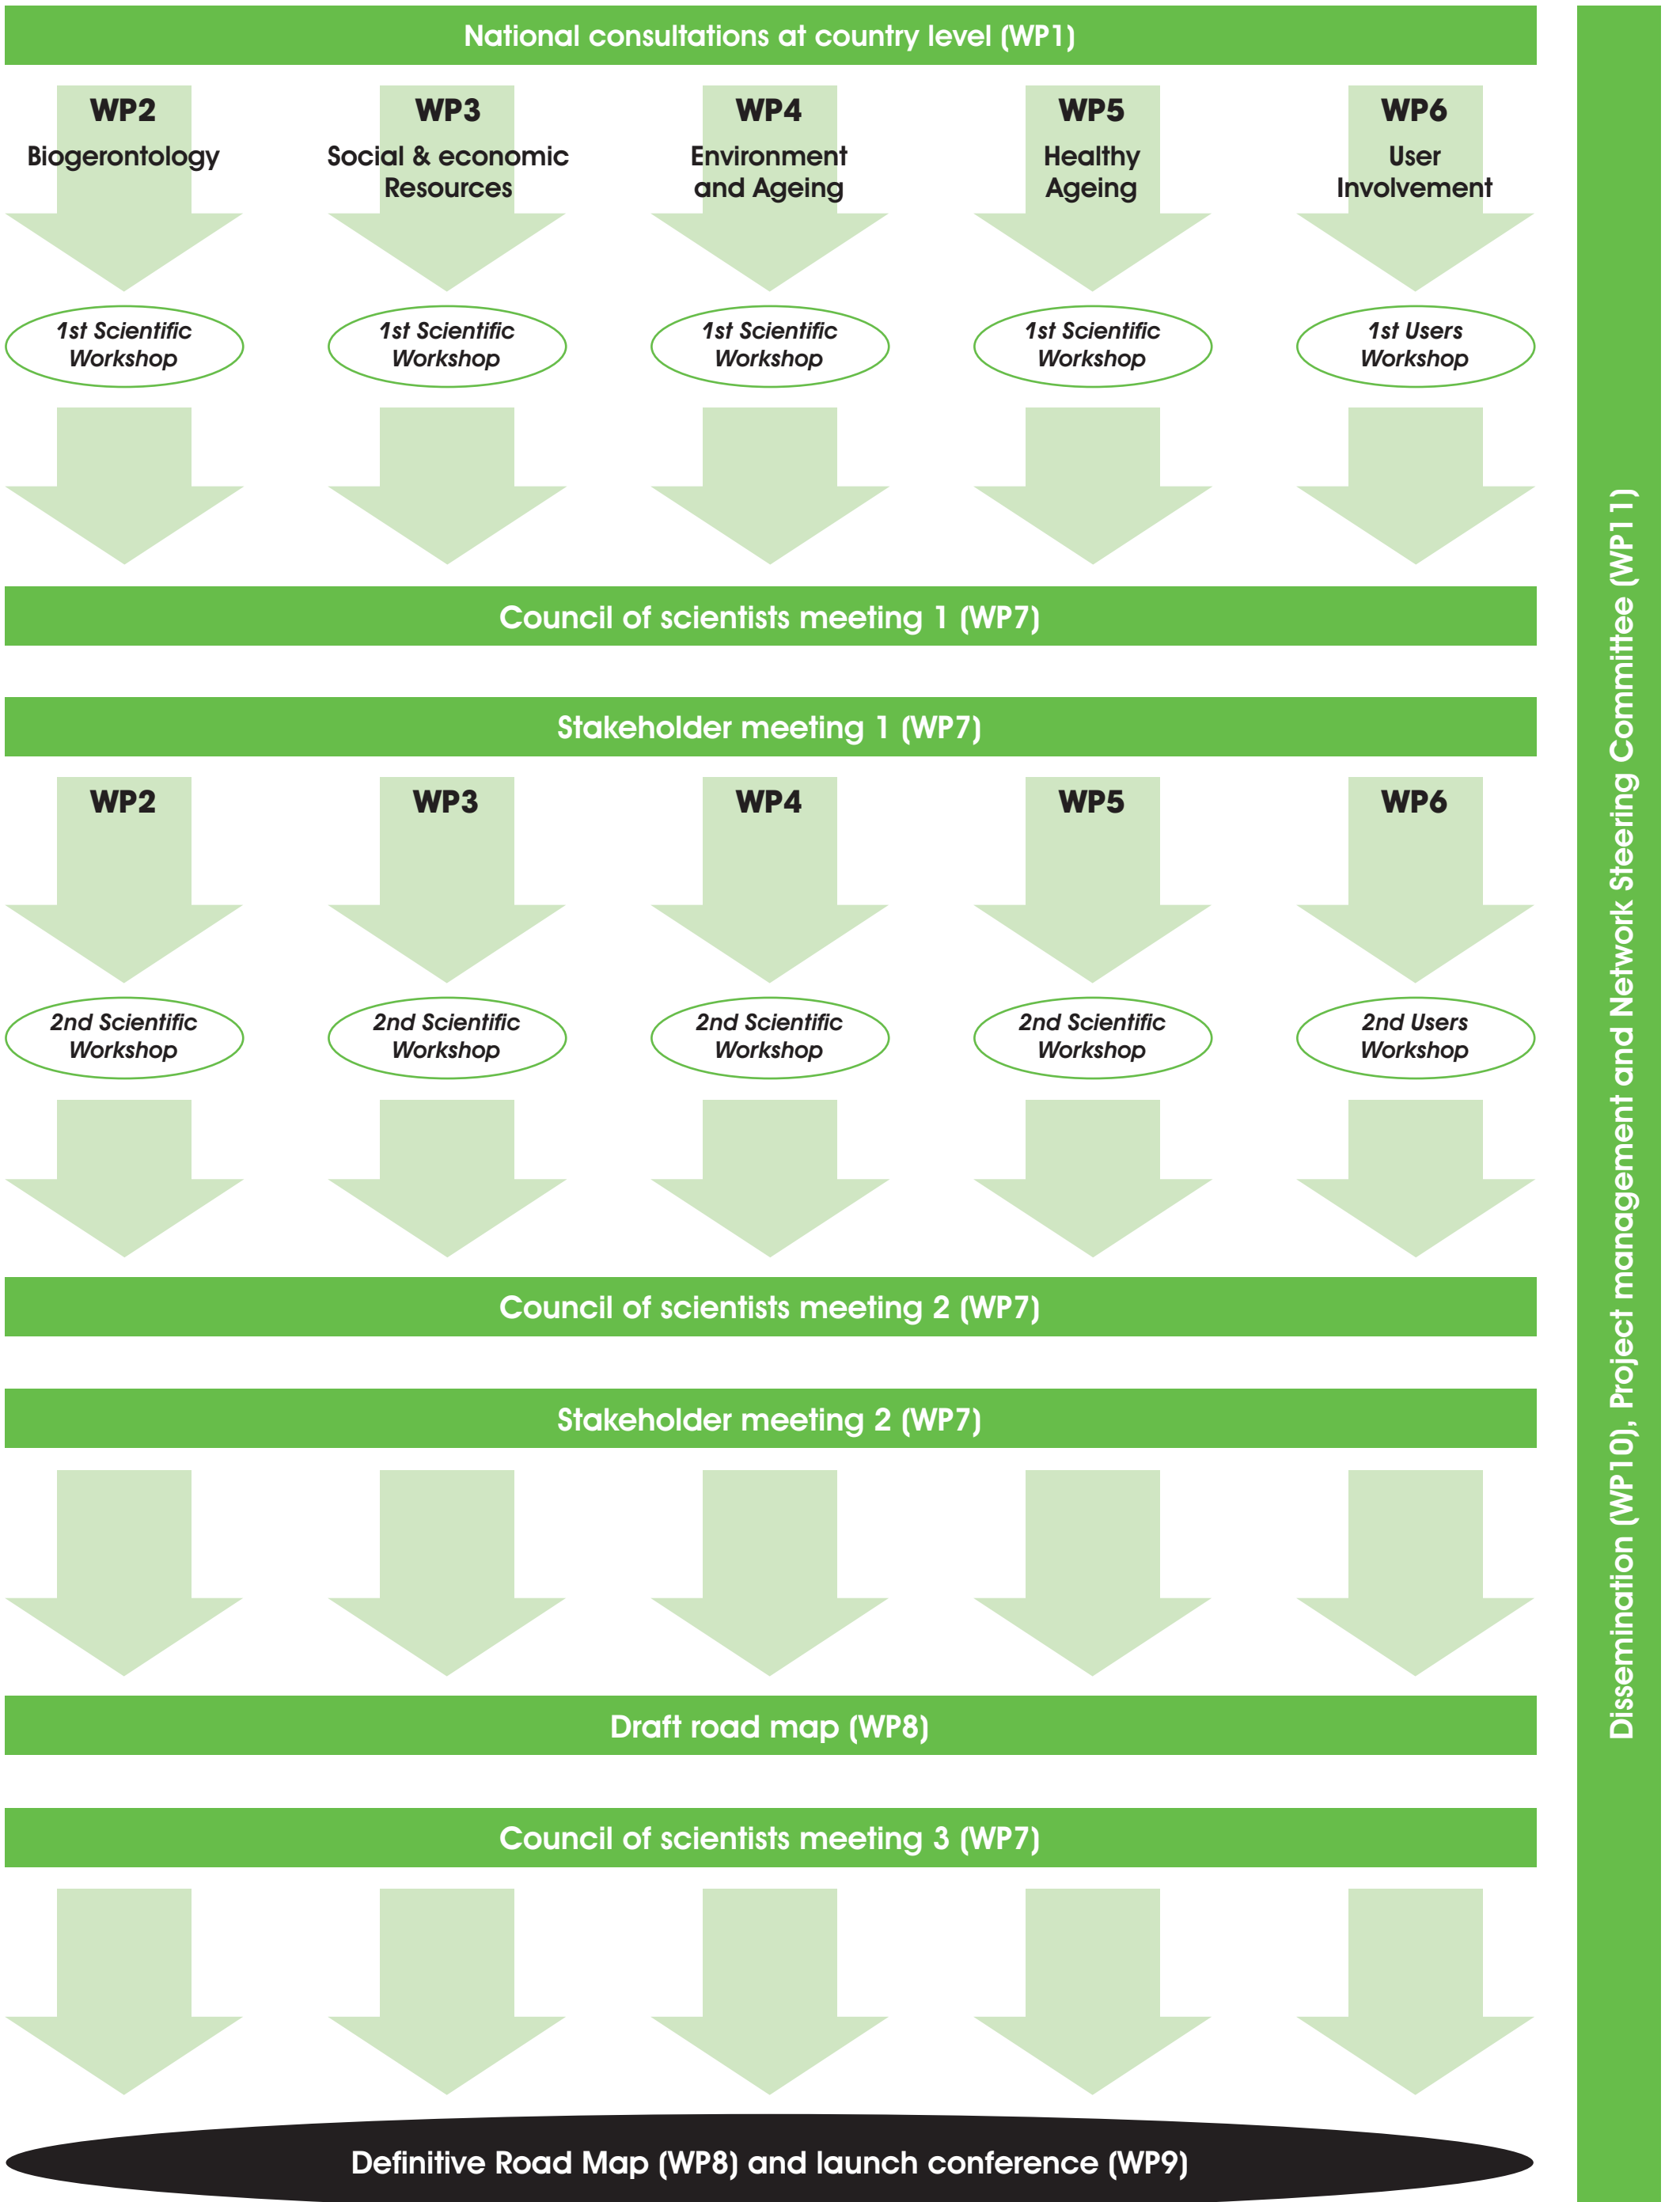 National consultations at country level (WP1)
WP2
Biogerontology
WP3
Social & economic
Resources
WP4
Environment
and Ageing
WP5
Healthy
Ageing
WP6
User
Involvement
1st Scientific
Workshop
1st Scientific
Workshop
1st Scientific
Workshop
1st Scientific
Workshop
1st Users
Workshop
Council of scientists meeting 1 (WP7)
Stakeholder meeting 1 (WP7)
WP2
WP3
WP4
WP5
WP6
2nd Scientific
Workshop
2nd Scientific
Workshop
2nd Scientific
Workshop
2nd Scientific
Workshop
2nd Users
Workshop
Council of scientists meeting 2 (WP7)
Stakeholder meeting 2 (WP7)
Draft road map (WP8)
Council of scientists meeting 3 (WP7)
Definitive Road Map (WP8) and launch conference (WP9)
Dissemination (WP10), Project management and Network Steering Committee (WP11)